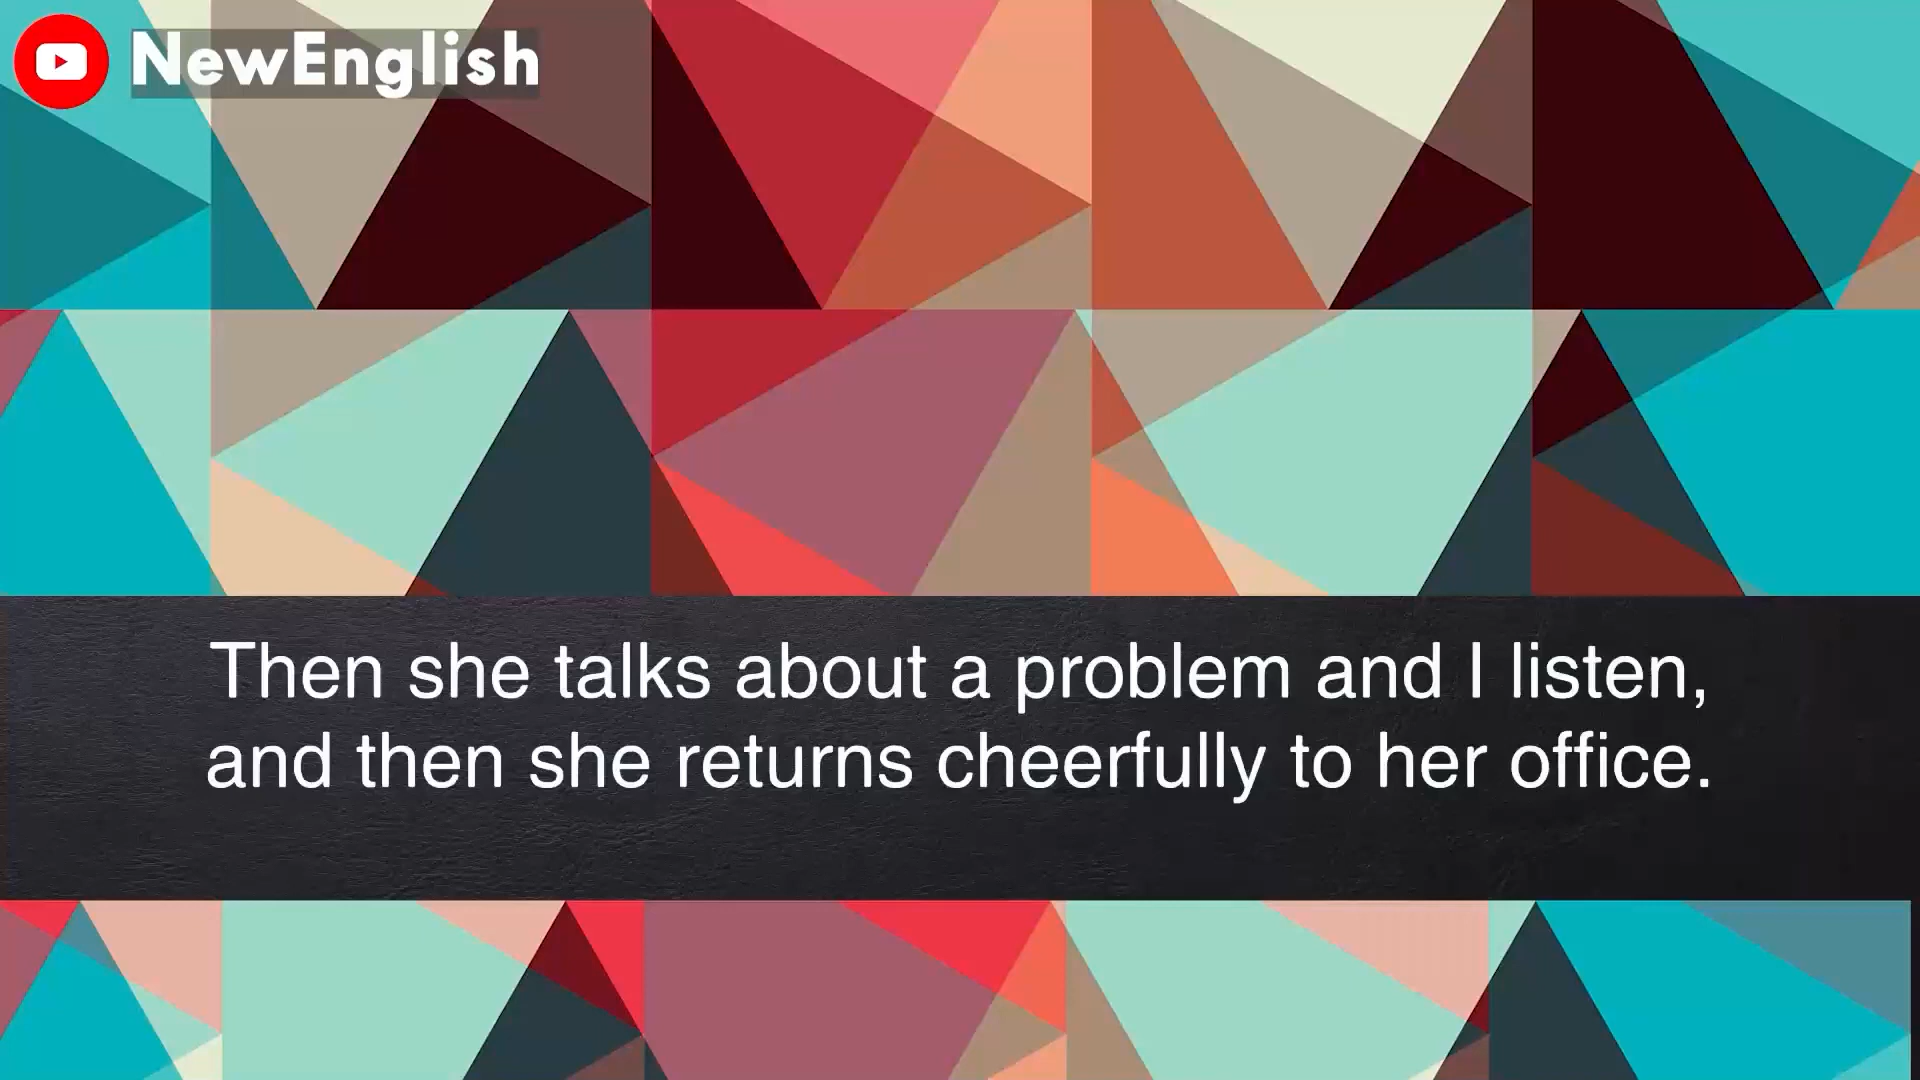 NewEnglish
Then she talks about a problem and I listen,
and then she returns cheerfully to her office.